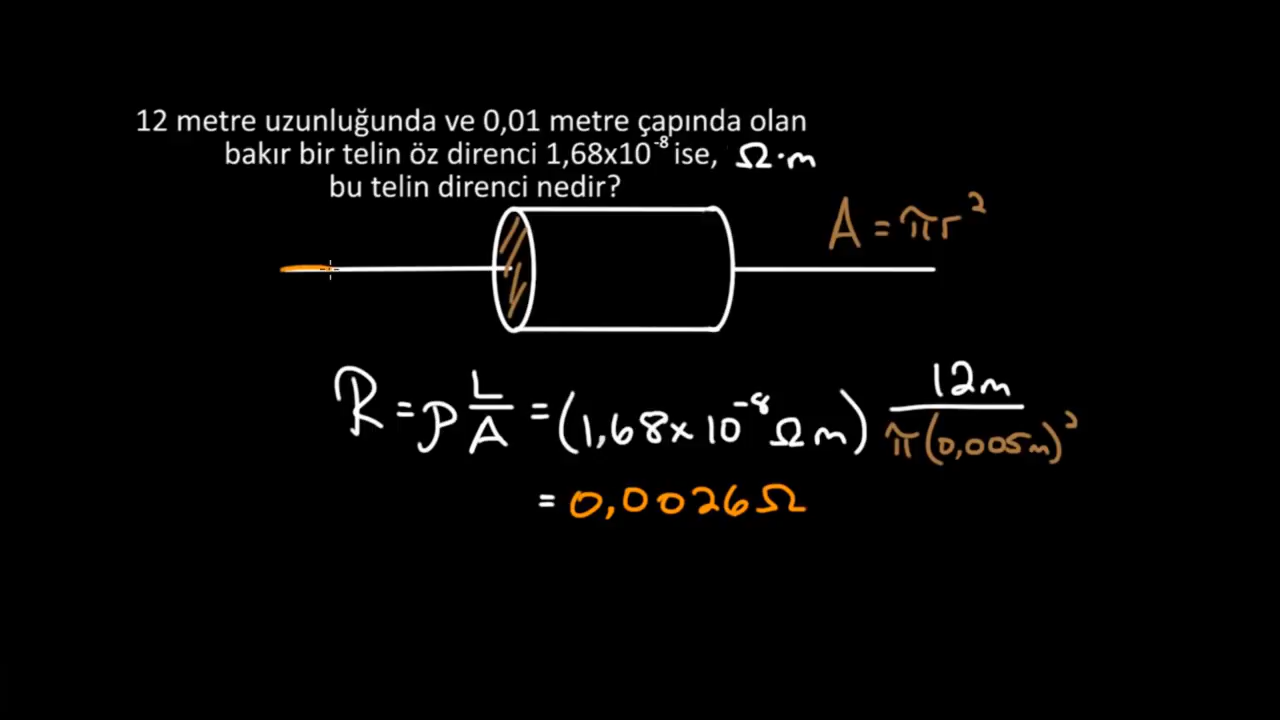 12 metre uzunluğunda ve 0,01 metre çapında olan
bakır bir telin öz direnci 1,68x10⁻⁸ ise, Ω·m
bu telin direnci nedir?
A = πr²
R = ρ L/A = (1,68x10⁻⁸ Ωm) 12m/π(0,005m)²
= 0,0026Ω